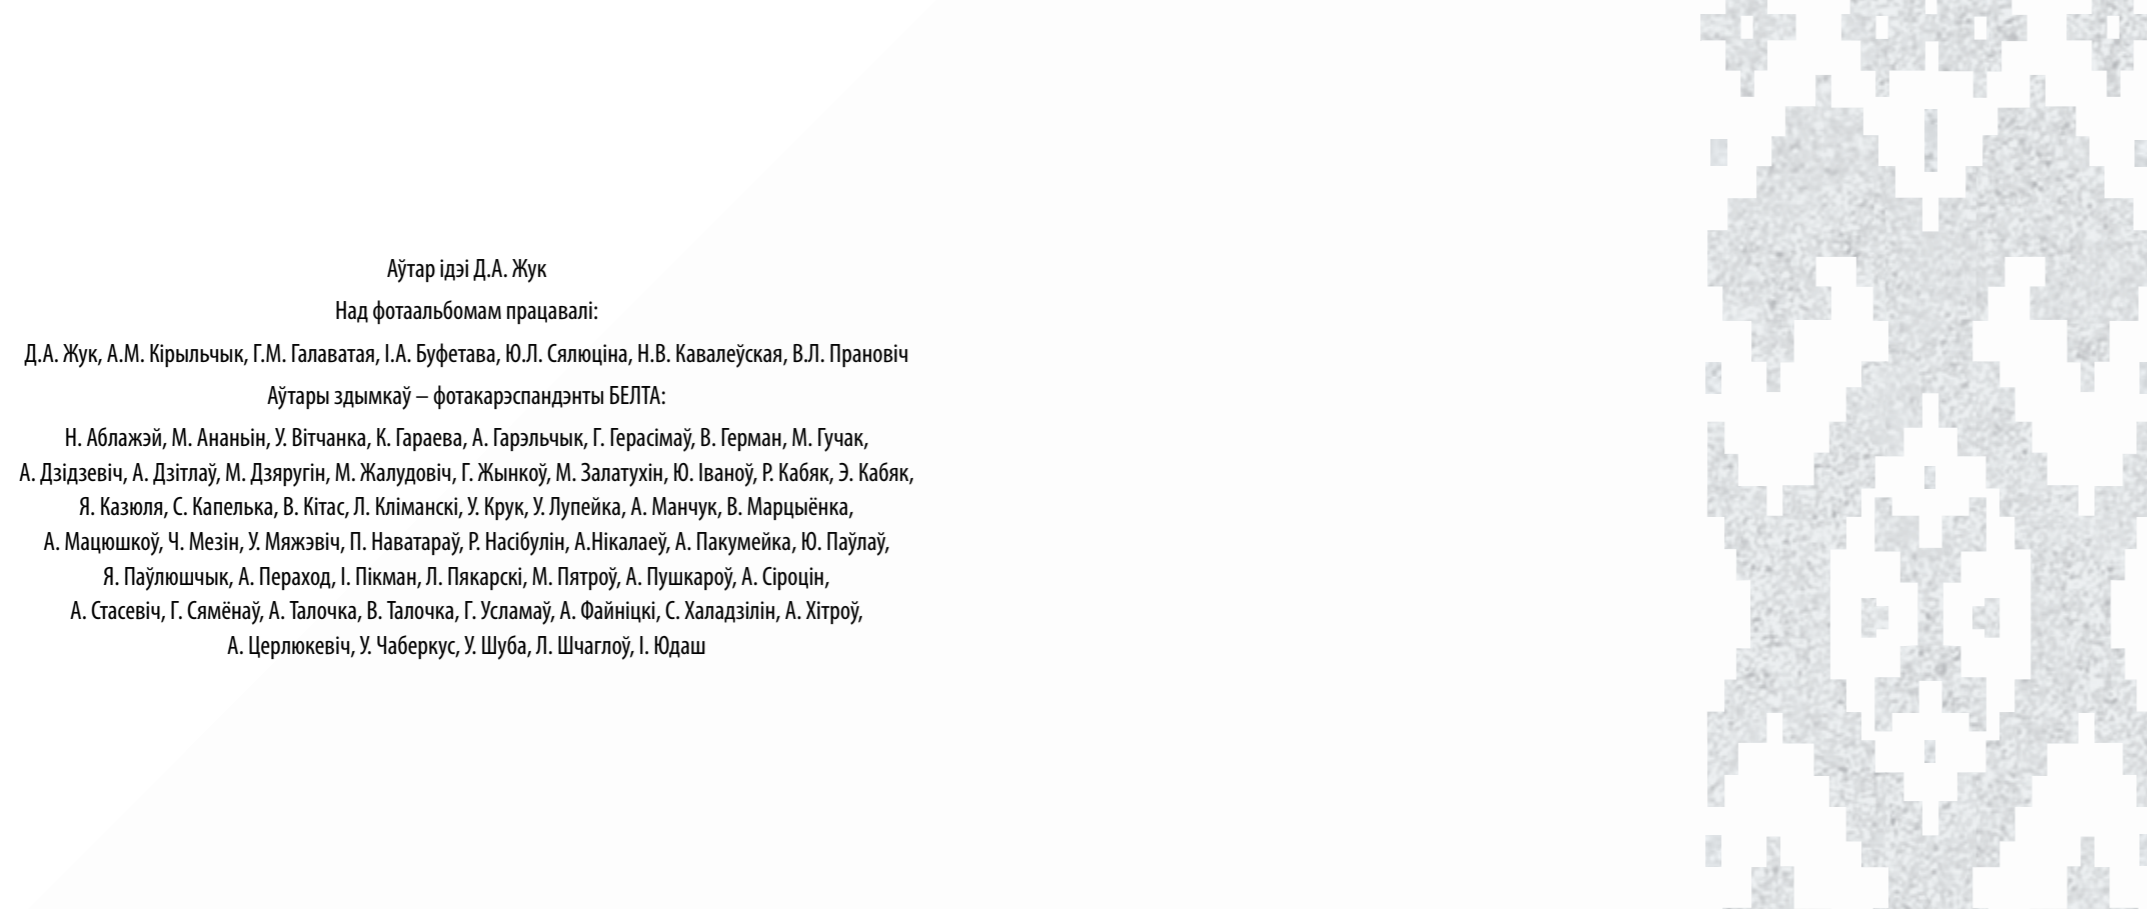 Аўтар ідэі Д.А. Жук
Над фотаальбомам працавалі:
Д.А. Жук, А.М. Кірыльчык, Г.М. Галаватая, І.А. Буфетава, Ю.Л. Сялюціна, Н.В. Кавалеўская, В.Л. Прановіч
Аўтары здымкаў – фотакарэспандэнты БЕЛТА:
Н. Аблажэй, М. Ананьін, У. Вітчанка, К. Гараева, А. Гарэльчык, Г. Герасімаў, В. Герман, М. Гучак,
А. Дзідзевіч, А. Дзітлаў, М. Дзяругін, М. Жалудовіч, Г. Жынкоў, М. Залатухін, Ю. Іваноў, Р. Кабяк, Э. Кабяк,
Я. Казюля, С. Капелька, В. Кітас, Л. Кліманскі, У. Крук, У. Лупейка, А. Манчук, В. Марцыёнка,
А. Мацюшкоў, Ч. Мезін, У. Мяжэвіч, П. Наватараў, Р. Насібулін, А.Нікалаеў, А. Пакумейка, Ю. Паўлаў,
Я. Паўлюшчык, А. Пераход, І. Пікман, Л. Пякарскі, М. Пятроў, А. Пушкароў, А. Сіроцін,
А. Стасевіч, Г. Сямёнаў, А. Талочка, В. Талочка, Г. Усламаў, А. Файніцкі, С. Халадзілін, А. Хітроў,
А. Церлюкевіч, У. Чаберкус, У. Шуба, Л. Шчаглоў, І. Юдаш